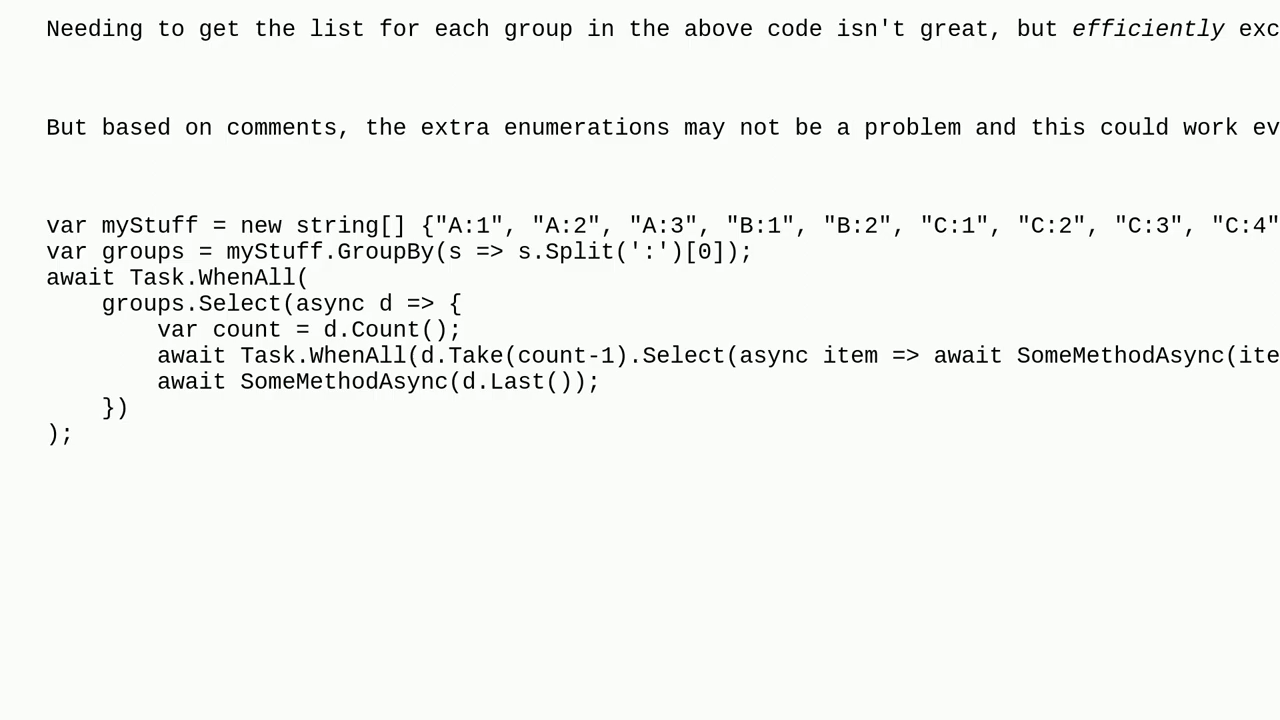 Needing to get the list for each group in the above code isn't great, but efficiently
But based on comments, the extra enumerations may not be a problem and this could work
var myStuff = new string[] {"A:1", "A:2", "A:3", "B:1", "B:2", "C:1", "C:2", "C:3", "C:4"
var groups = myStuff.GroupBy(s => s.Split(':')[0]);
await Task.WhenAll(
    groups.Select(async d => {
        var count = d.Count();
        await Task.WhenAll(d.Take(count-1).Select(async item => await SomeMethodAsync(ite
        await SomeMethodAsync(d.Last());
    })
);